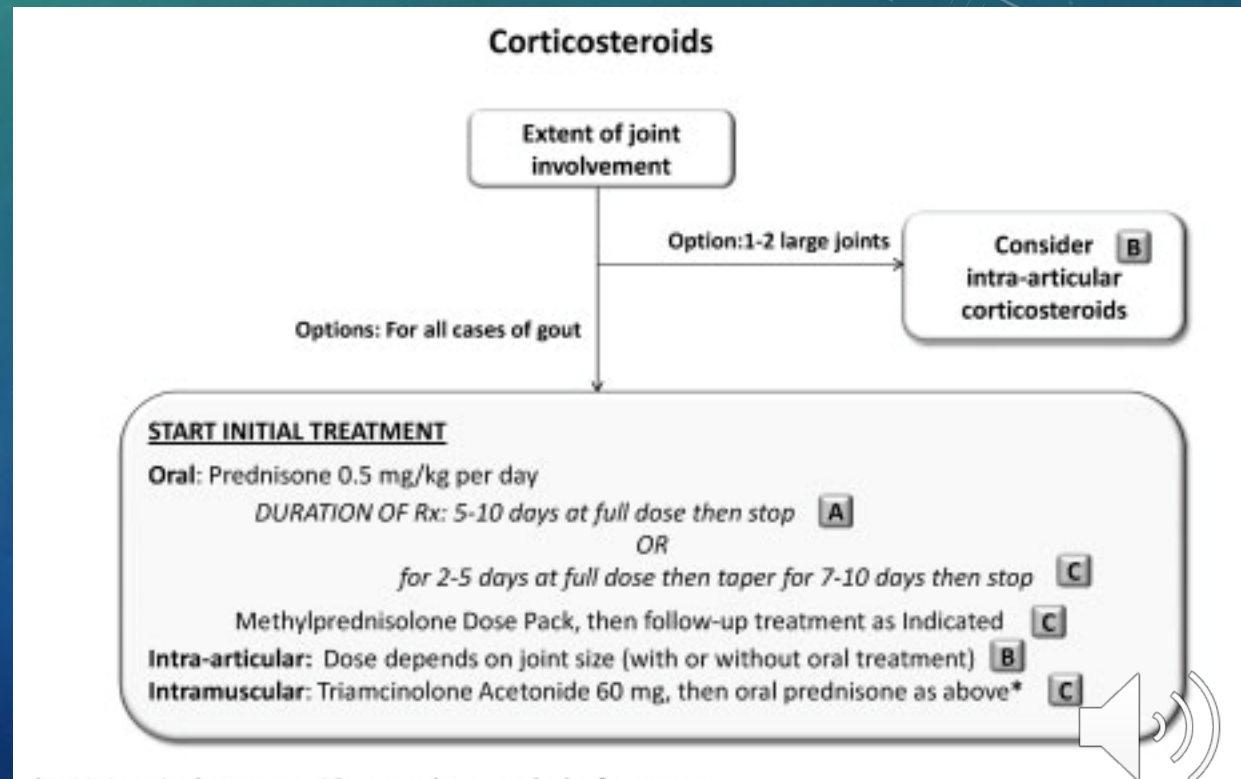 Corticosteroids
Extent of joint
involvement
Option:1-2 large joints
Consider B
intra-articular
corticosteroids
Options: For all cases of gout
START INITIAL TREATMENT
Oral: Prednisone 0.5 mg/kg per day
DURATION OF Rx: 5-10 days at full dose then stop A
OR
for 2-5 days at full dose then taper for 7-10 days then stop C
Methylprednisolone Dose Pack, then follow-up treatment as Indicated C
Intra-articular: Dose depends on joint size (with or without oral treatment) B
Intramuscular: Triamcinolone Acetonide 60 mg, then oral prednisone as above* C